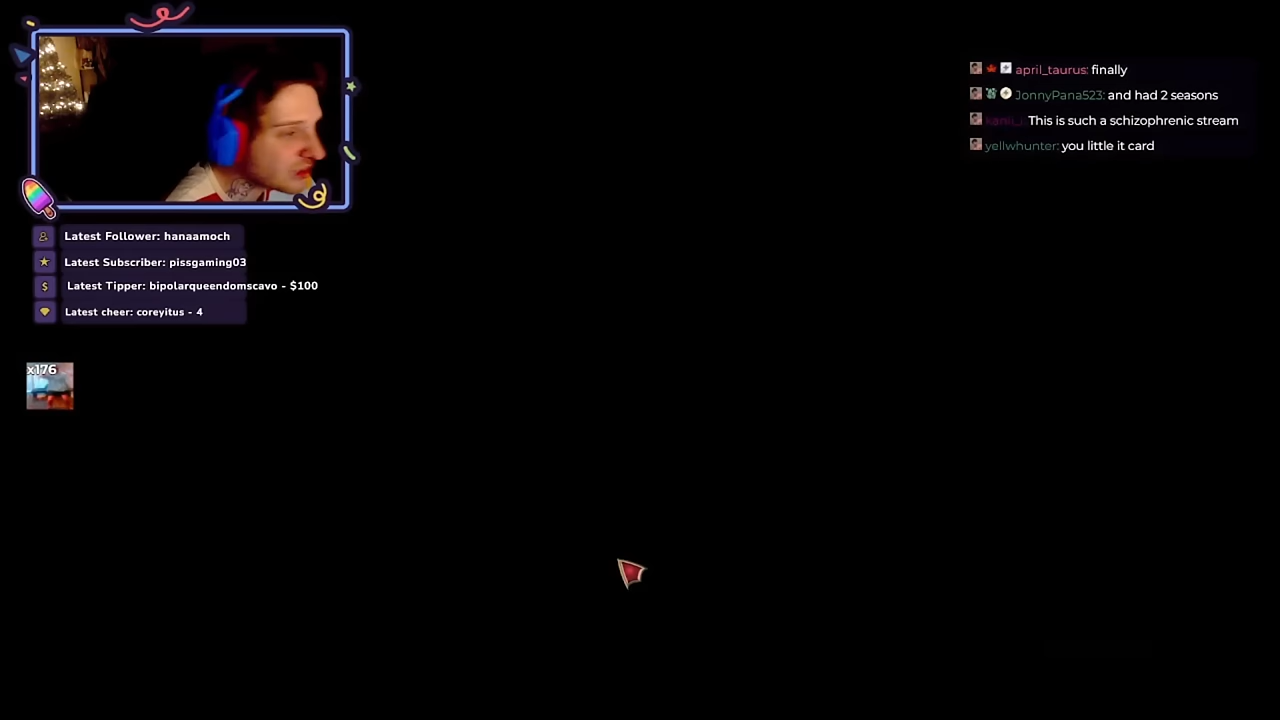 april_taurus: finally
JonnyPana523: and had 2 seasons
This is such a schizophrenic stream
yellwhunter: you little it card
Latest Follower: hanaamoch
Latest Subscriber: pissgaming03
Latest Tipper: bipolarqueendomscavo - $100
Latest cheer: coreyitus - 4
x176